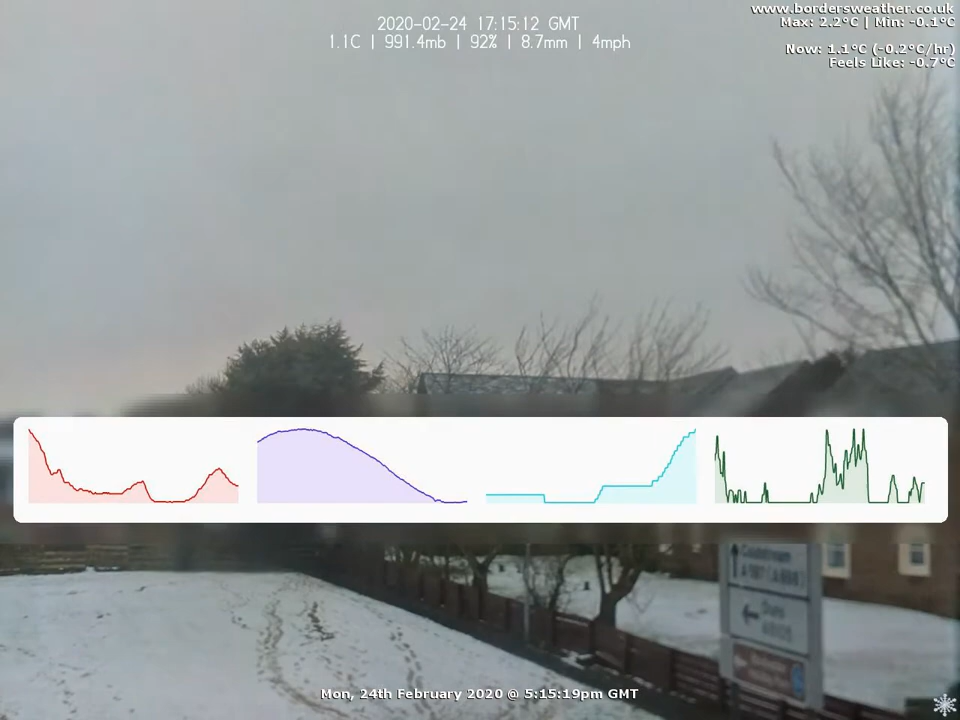 www.bordersweather.co.uk
2020-02-24 17:15:12 GMT
Max: 2.2°C | Min: -0.1°C
1.1C | 991.4mb | 92% | 8.7mm | 4mph
Now: 1.1°C (-0.2°C/hr)
Feels Like: -0.7°C
Coldstream
Mon, 24th February 2020 @ 5:15:19pm GMT